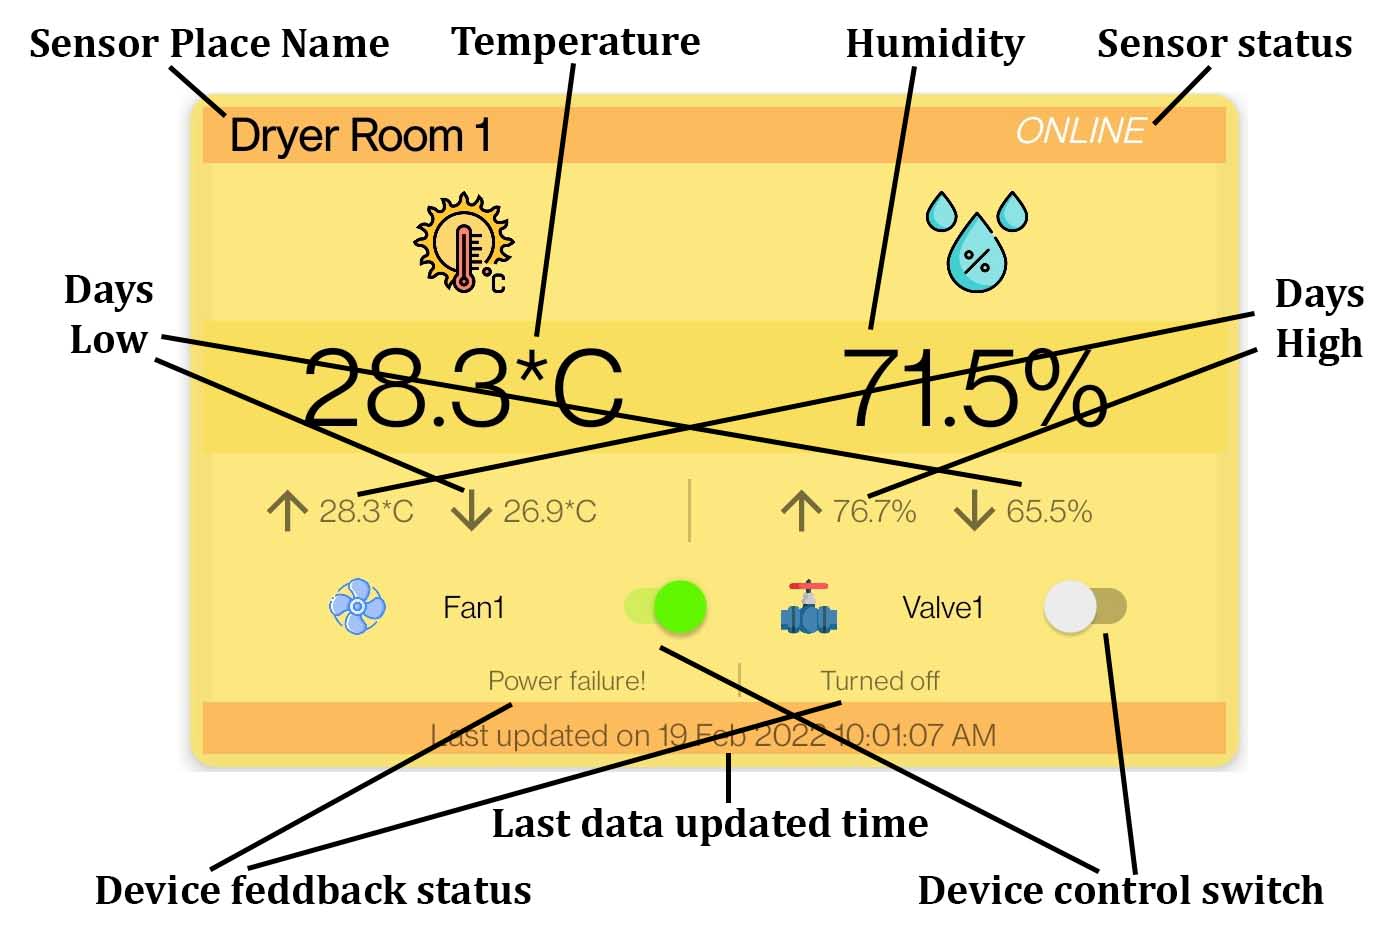 Sensor Place Name
Temperature
Humidity
Sensor status
Dryer Room 1
ONLINE
°C
%
Days
Low
Days
High
28.3*C
71.5%
28.3*C
26.9*C
76.7%
65.5%
Fan1
Valve1
Power failure!
Turned off
Last updated on 19 Feb 2022 10:01:07 AM
Last data updated time
Device feddback status
Device control switch